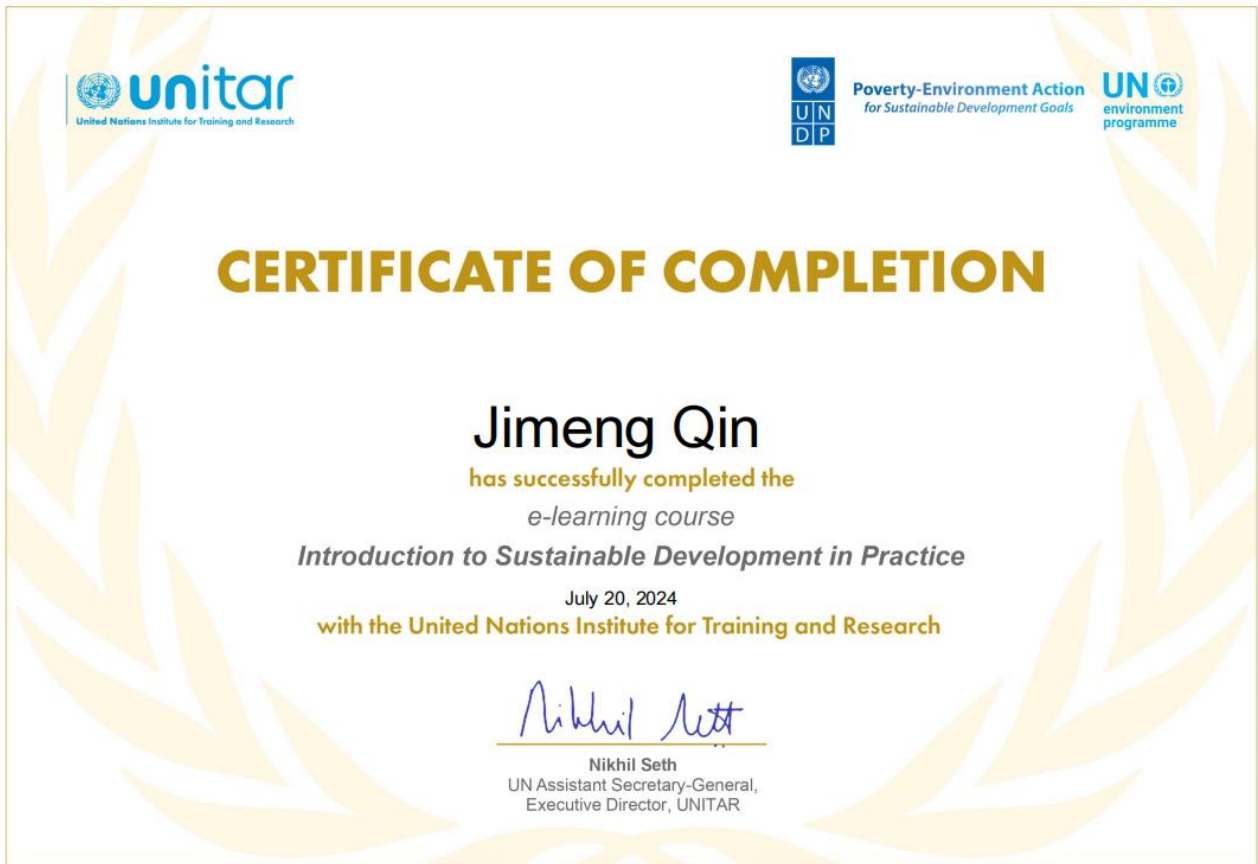 unitar
United Nations Institute for Training and Research
U N
D P
Poverty-Environment Action
for Sustainable Development Goals
UN
environment
programme
CERTIFICATE OF COMPLETION
Jimeng Qin
has successfully completed the
e-learning course
Introduction to Sustainable Development in Practice
July 20, 2024
with the United Nations Institute for Training and Research
Nikhil Seth
Nikhil Seth
UN Assistant Secretary-General,
Executive Director, UNITAR